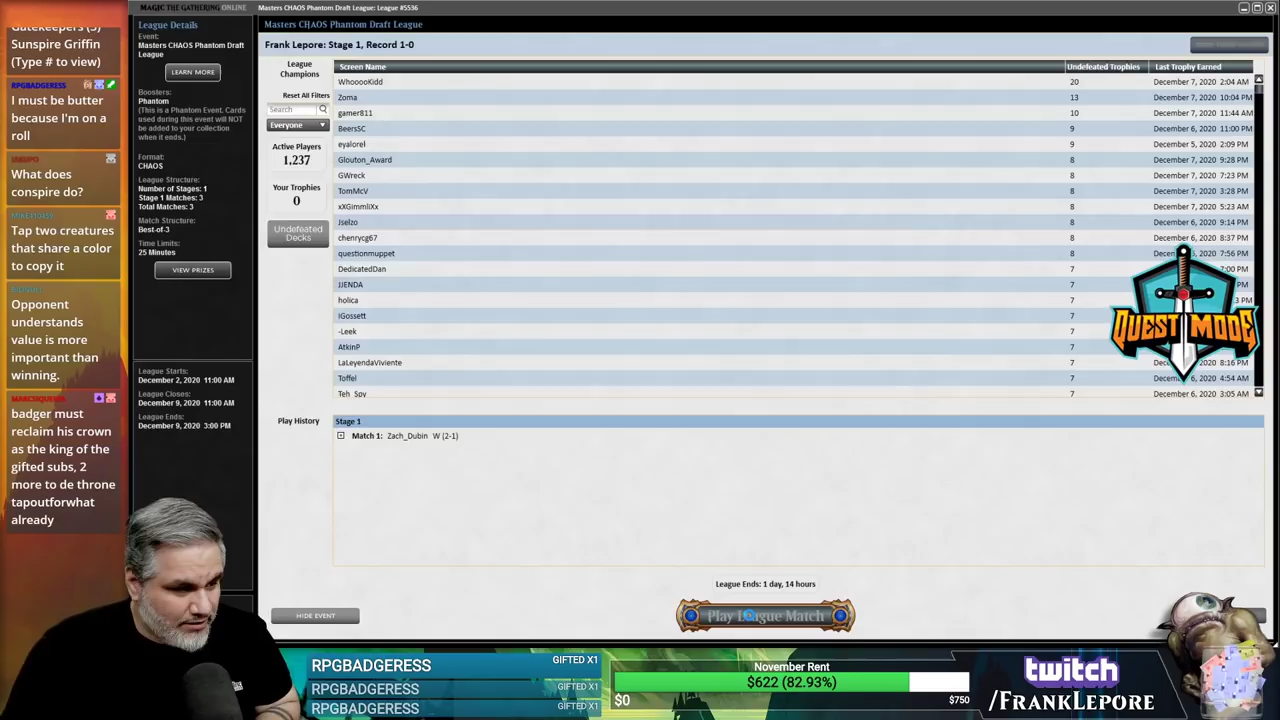 MAGIC THE GATHERING ONLINE
Masters CHAOS Phantom Draft League: League #5536
Gatekeepers (3)
Sunspire Griffin
(Type # to view)
RPGBADGERESS
I must be butter
because I'm on a
roll
What does
conspire do?
Tap two creatures
that share a color
to copy it
Opponent
understands
value is more
important than
winning.
badger must
reclaim his crown
as the king of the
gifted subs, 2
more to de throne
tapoutforwhat
already
League Details
Event:
Masters CHAOS Phantom Draft
League
LEARN MORE
Boosters:
Phantom
(This is a Phantom Event. Cards
used during this event will NOT
be added to your collection
when it ends.)
Format:
CHAOS
League Structure:
Number of Stages: 1
Stage 1 Matches: 3
Total Matches: 3
Match Structure:
Best-of-3
Time Limits:
25 Minutes
VIEW PRIZES
League Starts:
December 2, 2020 11:00 AM
League Closes:
December 9, 2020 11:00 AM
League Ends:
December 9, 2020 3:00 PM
Masters CHAOS Phantom Draft League
Frank Lepore: Stage 1, Record 1-0
League
Champions
Reset All Filters
Search
Everyone
Active Players
1,237
Your Trophies
0
Undefeated
Decks
Screen Name Undefeated Trophies Last Trophy Earned
WhooooKidd 20 December 7, 2020 2:04 AM
Zoma 13 December 7, 2020 10:04 PM
gamer811 10 December 7, 2020 11:44 AM
BeersSC 9 December 6, 2020 11:00 PM
eyalorel 9 December 5, 2020 2:09 PM
Glouton_Award 8 December 7, 2020 9:28 PM
GWreck 8 December 7, 2020 7:23 PM
TomMcV 8 December 7, 2020 3:28 PM
xXGimmliXx 8 December 7, 2020 5:23 AM
Jselzo 8 December 6, 2020 9:14 PM
chenrycg67 8 December 6, 2020 8:37 PM
questionmuppet 8 2020 7:56 PM
DedicatedDan 7 7:00 PM
JJENDA 7 PM
holica 7 3 PM
IGossett 7
-Leek 7
AtkinP 7
LaLeyendaViviente 7 8:16 PM
Toffel 7 December 6, 2020 4:54 AM
Teh_Spy 7 December 6, 2020 3:05 AM
QUEST MODE
Play History
Stage 1
Match 1: Zach_Dubin W (2-1)
League Ends: 1 day, 14 hours
HIDE EVENT
Play League Match
RPGBADGERESS GIFTED X1
RPGBADGERESS GIFTED X1
RPGBADGERESS GIFTED X1
November Rent
$622 (82.93%)
$0
$750
twitch
/FRANKLEPORE